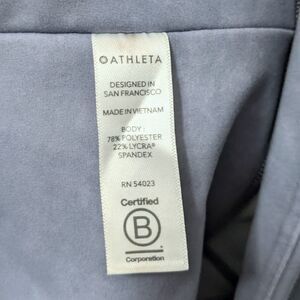 ATHLETA
DESIGNED IN
SAN FRANCISCO
MADE IN VIETNAM
BODY :
78% POLYESTER
22% LYCRA®
SPANDEX
RN 54023
Certified
B
Corporation